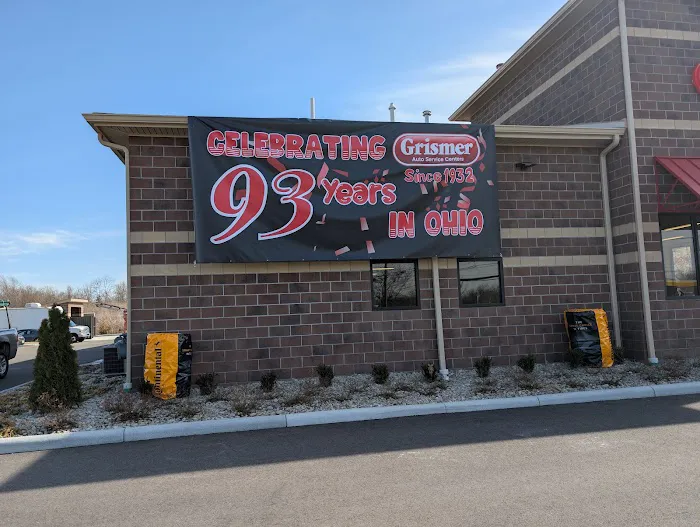 CELEBRATING
Grismer
Auto Service Centers
Since 1932
93 Years
IN OHIO
Continental